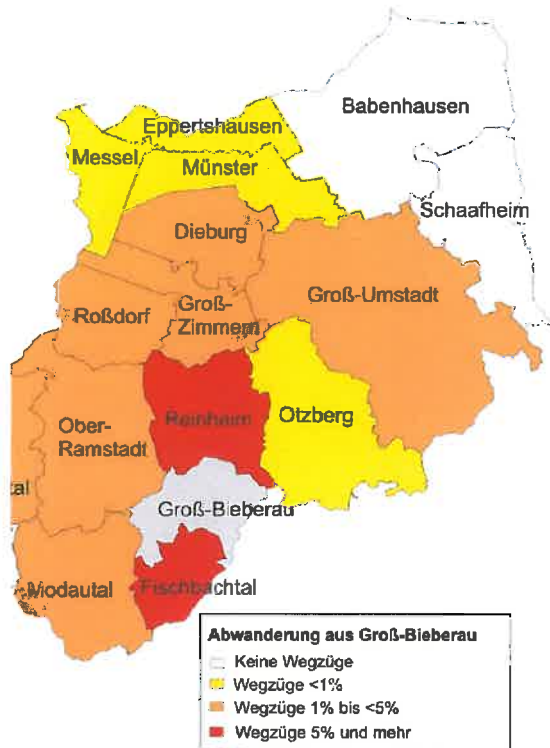 Babenhausen
Eppertshausen
Messel
Münster
Schaafheim
Dieburg
Groß-Umstadt
Roßdorf
Groß-
Zimmern
Reinheim
Otzberg
Ober-
Ramstadt
tal
Groß-Bieberau
Modautal
Fischbachtal
Abwanderung aus Groß-Bieberau
Keine Wegzüge
Wegzüge <1%
Wegzüge 1% bis <5%
Wegzüge 5% und mehr